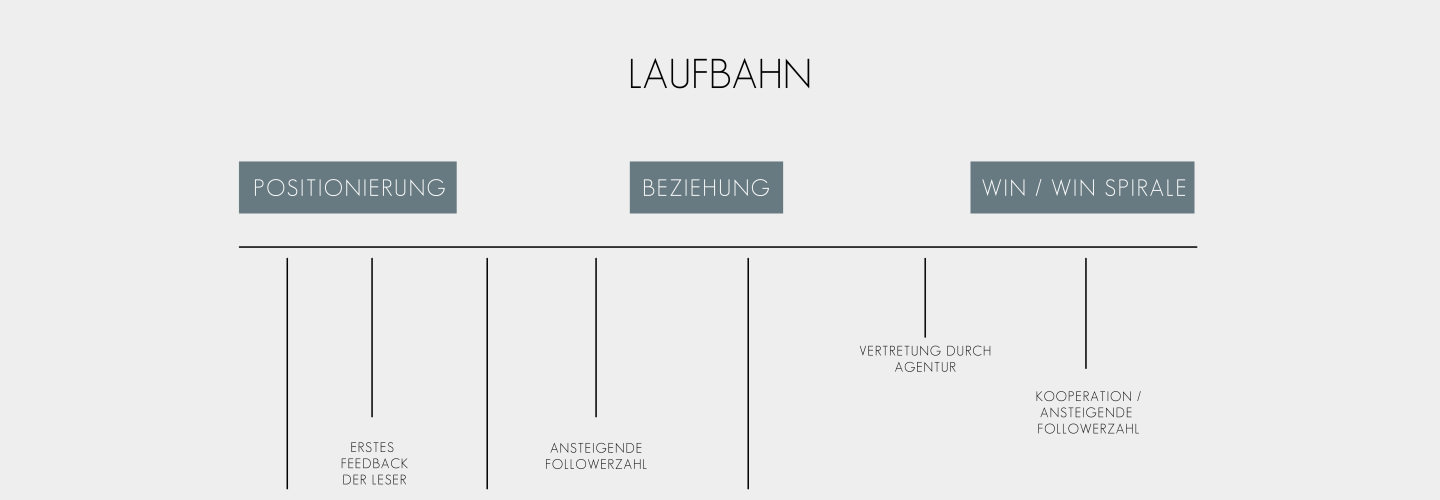 LAUFBAHN
POSITIONIERUNG
BEZIEHUNG
WIN / WIN SPIRALE
VERTRETUNG DURCH
AGENTUR
KOOPERATION /
ANSTEIGENDE
FOLLOWERZAHL
ERSTES
FEEDBACK
DER LESER
ANSTEIGENDE
FOLLOWERZAHL